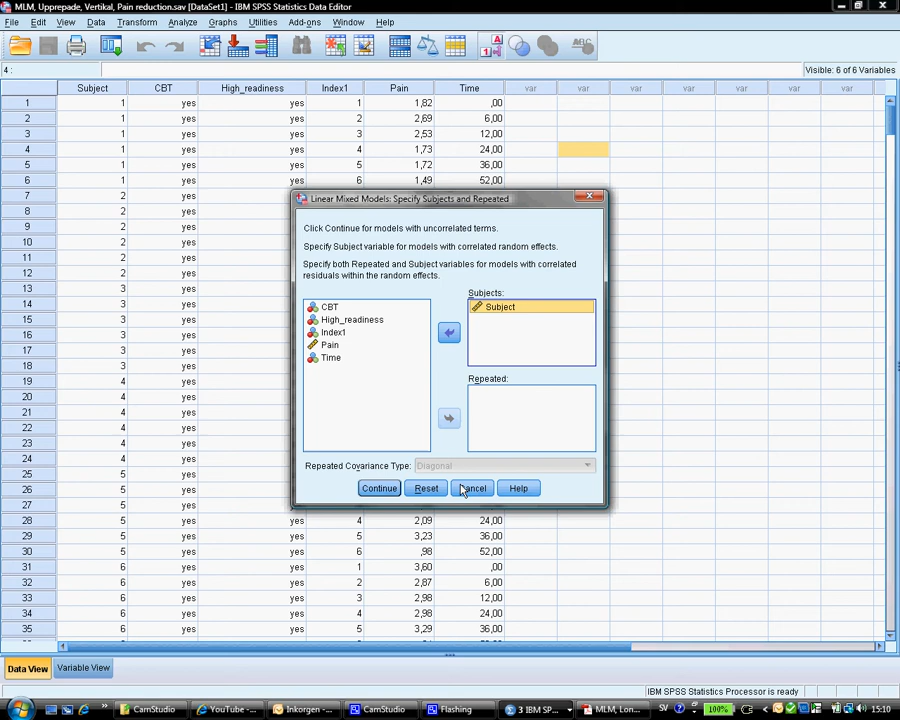 MLM, Upprepade, Vertikal, Pain reduction.sav [DataSet1] - IBM SPSS Statistics Data Editor
File Edit View Data Transform Analyze Graphs Utilities Add-ons Window Help
4 :
Visible: 6 of 6 Variables
Subject CBT High_readiness Index1 Pain Time var var var var var
1 1 yes yes 1 1,82 ,00
2 1 yes yes 2 2,69 6,00
3 1 yes yes 3 2,53 12,00
4 1 yes yes 4 1,73 24,00
5 1 yes yes 5 1,72 36,00
6 1 yes yes 6 1,49 52,00
7 2 yes
8 2 yes
9 2 yes
10 2 yes
11 2 yes
12 2 yes
13 3 yes
14 3 yes
15 3 yes
16 3 yes
17 3 yes
18 3 yes
19 4 yes
20 4 yes
21 4 yes
22 4 yes
23 4 yes
24 4 yes
25 5 yes
26 5 yes
27 5 yes
28 5 yes yes 4 2,09 24,00
29 5 yes yes 5 3,23 36,00
30 5 yes yes 6 ,98 52,00
31 6 yes yes 1 3,60 ,00
32 6 yes yes 2 2,87 6,00
33 6 yes yes 3 2,98 12,00
34 6 yes yes 4 2,98 24,00
35 6 yes yes 5 3,29 36,00
Linear Mixed Models: Specify Subjects and Repeated
Click Continue for models with uncorrelated terms.
Specify Subject variable for models with correlated random effects.
Specify both Repeated and Subject variables for models with correlated
residuals within the random effects.
CBT
High_readiness
Index1
Pain
Time
Subjects:
Subject
Repeated:
Repeated Covariance Type: Diagonal
Continue Reset Cancel Help
Data View Variable View
IBM SPSS Statistics Processor is ready
CamStudio YouTube - ... Inkorgen - ... CamStudio Flashing 3 IBM SP... MLM, Lon... SV 100% 15:10